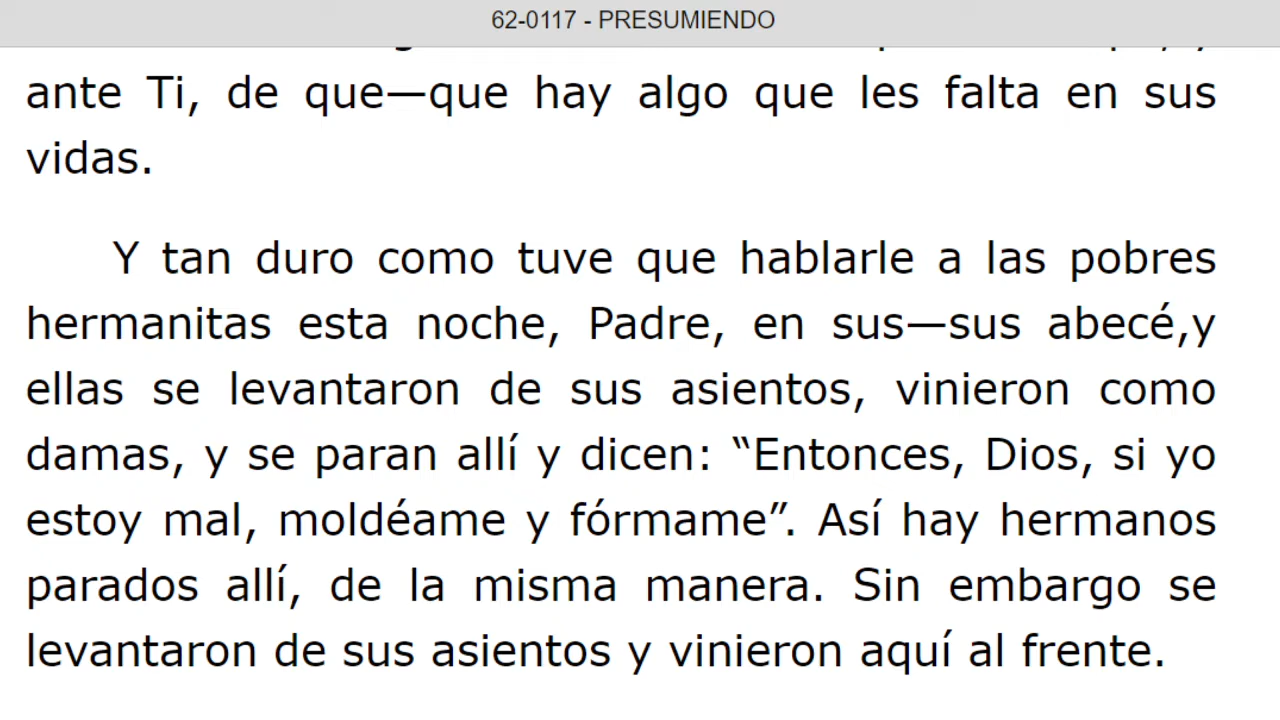 62-0117 - PRESUMIENDO
ante Ti, de que—que hay algo que les falta en sus
vidas.
Y tan duro como tuve que hablarle a las pobres
hermanitas esta noche, Padre, en sus—sus abecé,y
ellas se levantaron de sus asientos, vinieron como
damas, y se paran allí y dicen: “Entonces, Dios, si yo
estoy mal, moldéame y fórmame”. Así hay hermanos
parados allí, de la misma manera. Sin embargo se
levantaron de sus asientos y vinieron aquí al frente.